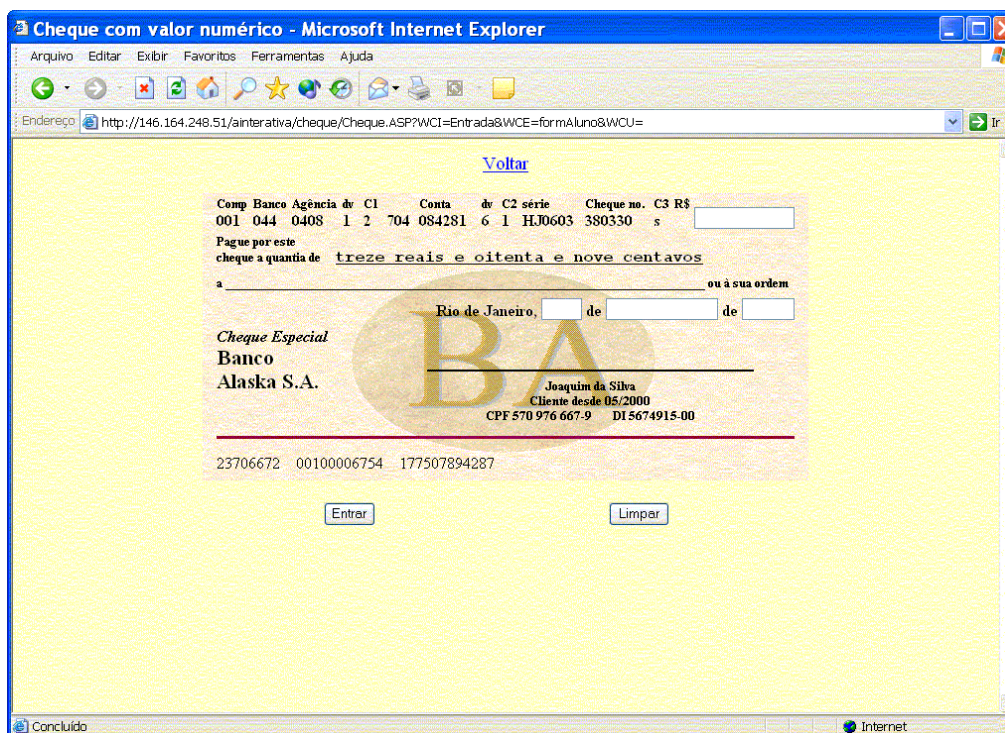 Cheque com valor numérico - Microsoft Internet Explorer
Arquivo Editar Exibir Favoritos Ferramentas Ajuda
Endereço http://146.164.248.51/ainterativa/cheque/Cheque.ASP?WCI=Entrada&WCE=formAluno&WCU= Ir
Voltar
Comp Banco Agência dv C1 Conta dv C2 série Cheque no. C3 R$
001 044 0408 1 2 704 084281 6 1 HJ0603 380330 s
Pague por este
cheque a quantia de treze reais e oitenta e nove centavos
a ou à sua ordem
Rio de Janeiro, de de
Cheque Especial
Banco
Alaska S.A.
BA
Joaquim da Silva
Cliente desde 05/2000
CPF 570 976 667-9 DI 5674915-00
23706672 00100006754 177507894287
Entrar Limpar
Concluído Internet